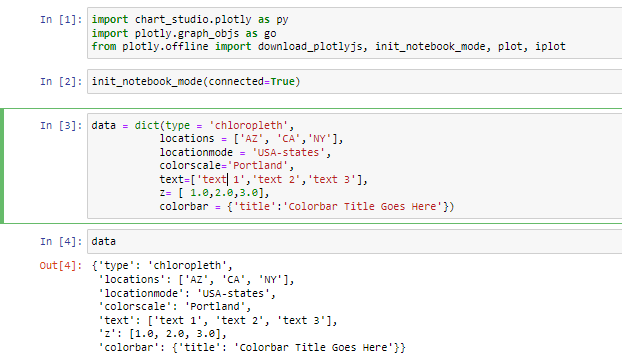 In [1]: import chart_studio.plotly as py
import plotly.graph_objs as go
from plotly.offline import download_plotlyjs, init_notebook_mode, plot, iplot
In [2]: init_notebook_mode(connected=True)
In [3]: data = dict(type = 'chloropleth',
locations = ['AZ', 'CA','NY'],
locationmode = 'USA-states',
colorscale='Portland',
text=['text 1','text 2','text 3'],
z= [ 1.0,2.0,3.0],
colorbar = {'title':'Colorbar Title Goes Here'})
In [4]: data
Out[4]: {'type': 'chloropleth',
'locations': ['AZ', 'CA', 'NY'],
'locationmode': 'USA-states',
'colorscale': 'Portland',
'text': ['text 1', 'text 2', 'text 3'],
'z': [1.0, 2.0, 3.0],
'colorbar': {'title': 'Colorbar Title Goes Here'}}